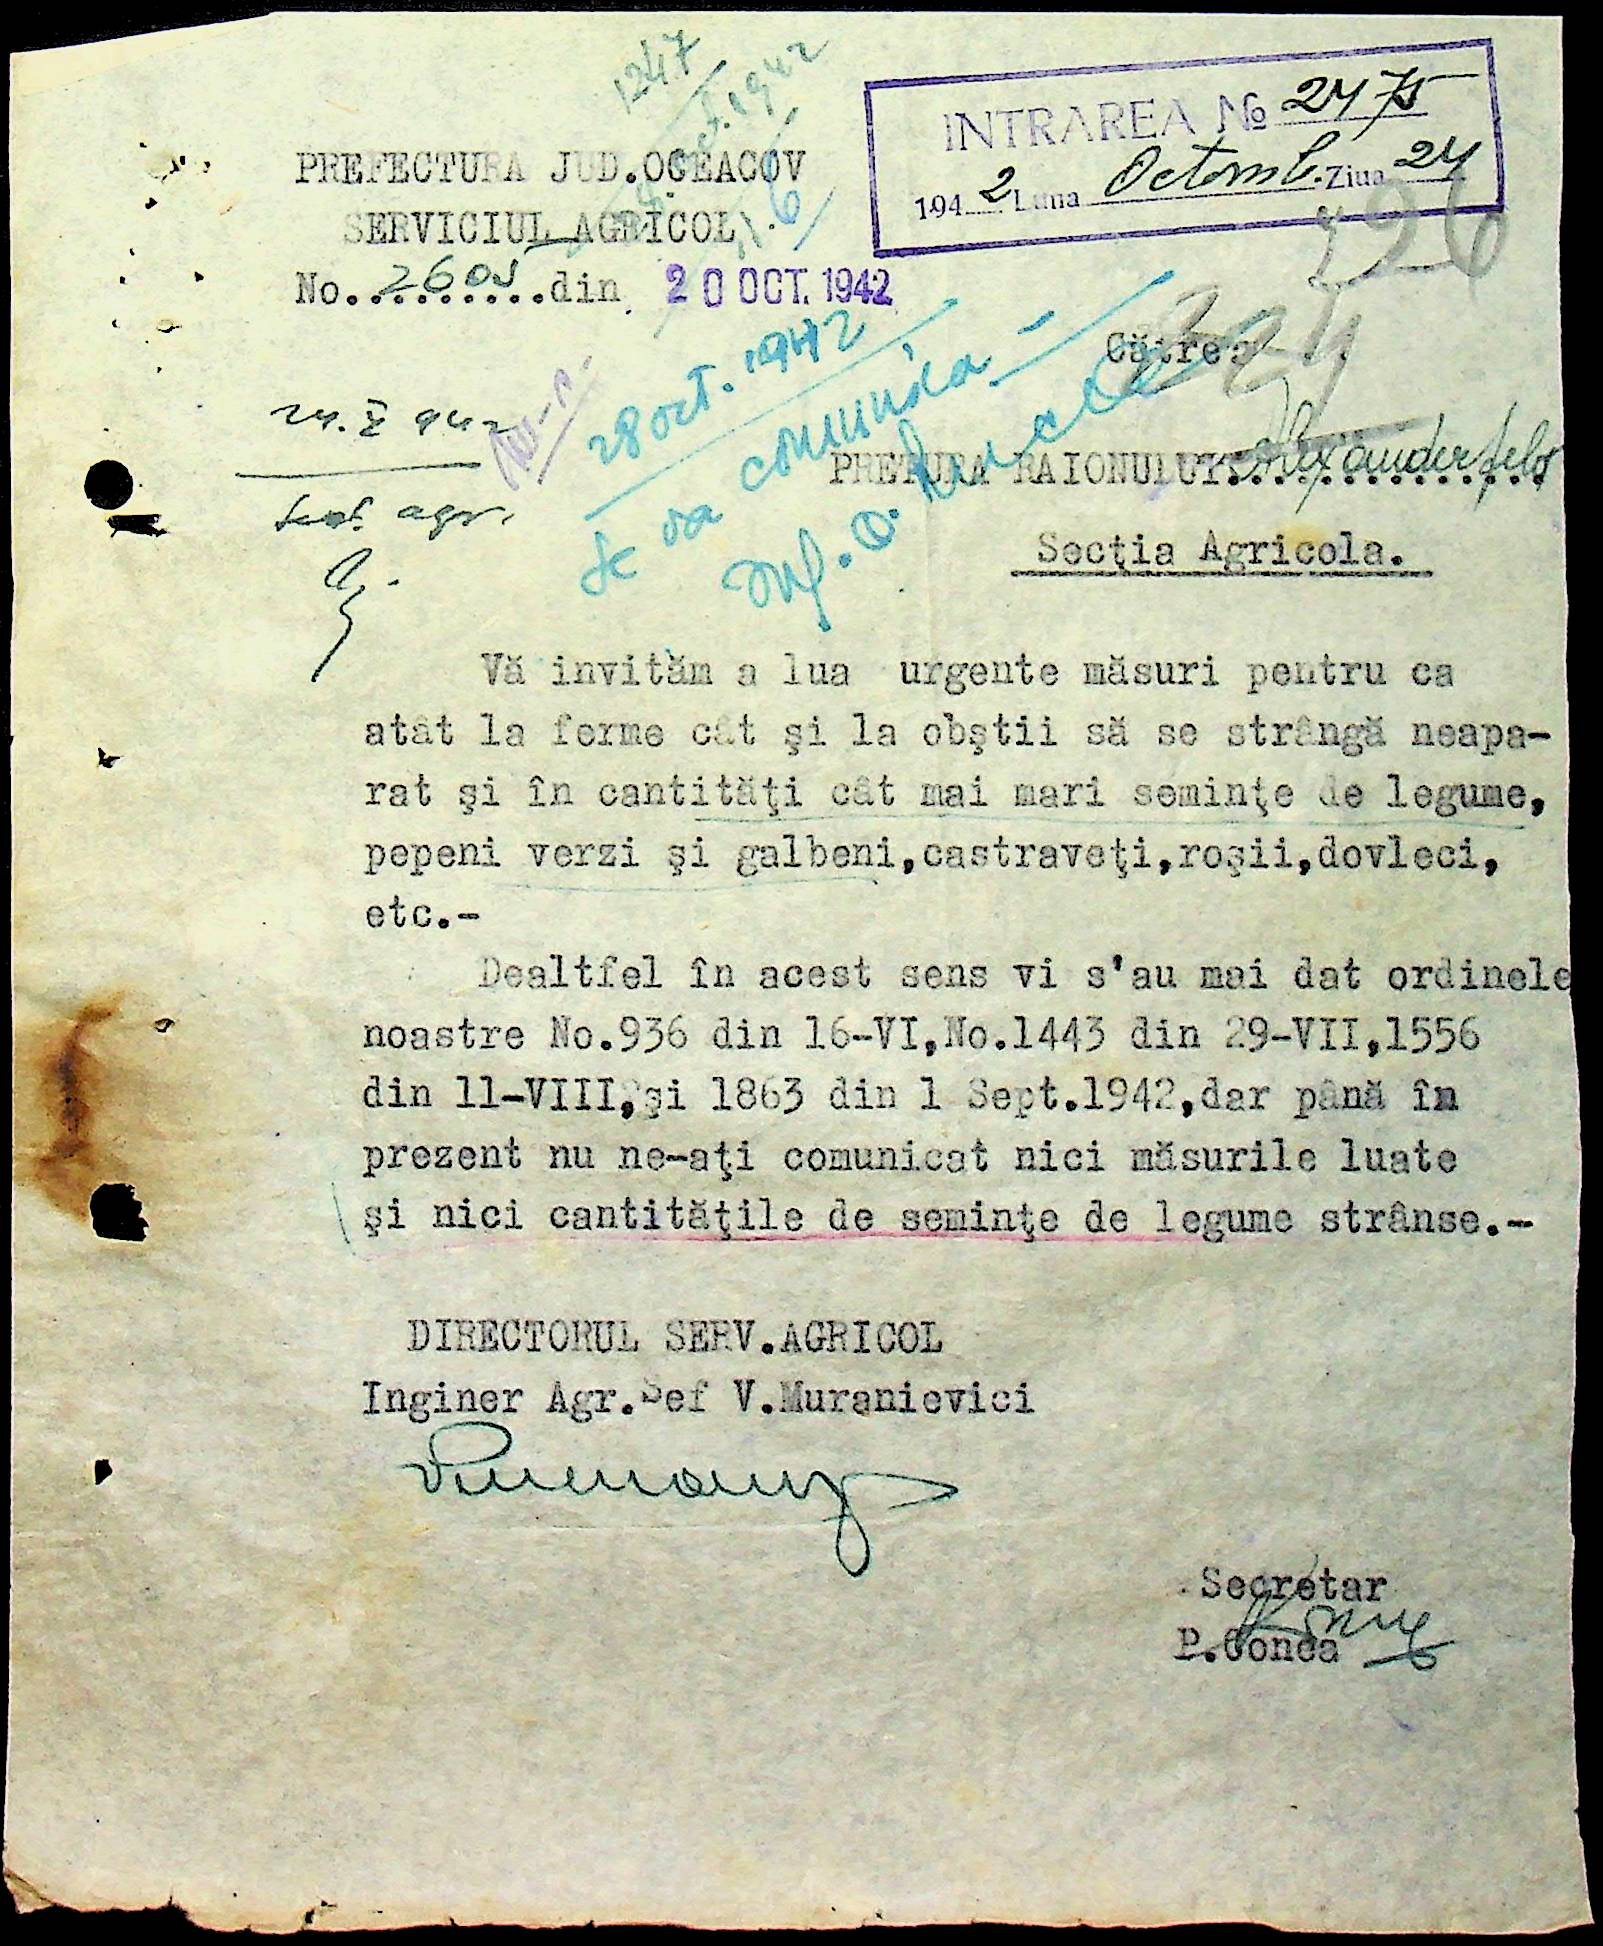 1247
INTRAREA No 2475
1942 Luna Octomb. Ziua 24
PREFECTURA JUD.OCEACOV
SERVICIUL AGRICOL
No.2605.din 20 OCT. 1942
Către
24.X 942
28 oct. 1942
Se va comunica
PRETURA RAIONULUI Alexanderfeld
agr.
Secţia Agricola.
Vă invităm a lua urgente măsuri pentru ca
atât la ferme cât şi la obştii să se strângă neapa-
rat şi în cantităţi cât mai mari seminţe de legume,
pepeni verzi şi galbeni,castraveţi,roşii,dovleci,
etc.-
Dealtfel în acest sens vi s'au mai dat ordinele
noastre No.936 din 16-VI,No.1443 din 29-VII,1556
din 11-VIII,şi 1863 din 1 Sept.1942,dar până în
prezent nu ne-aţi comunicat nici măsurile luate
şi nici cantităţile de seminţe de legume strânse.-
DIRECTORUL SERV.AGRICOL
Inginer Agr.Sef V.Muranievici
Secretar
P.Gonea